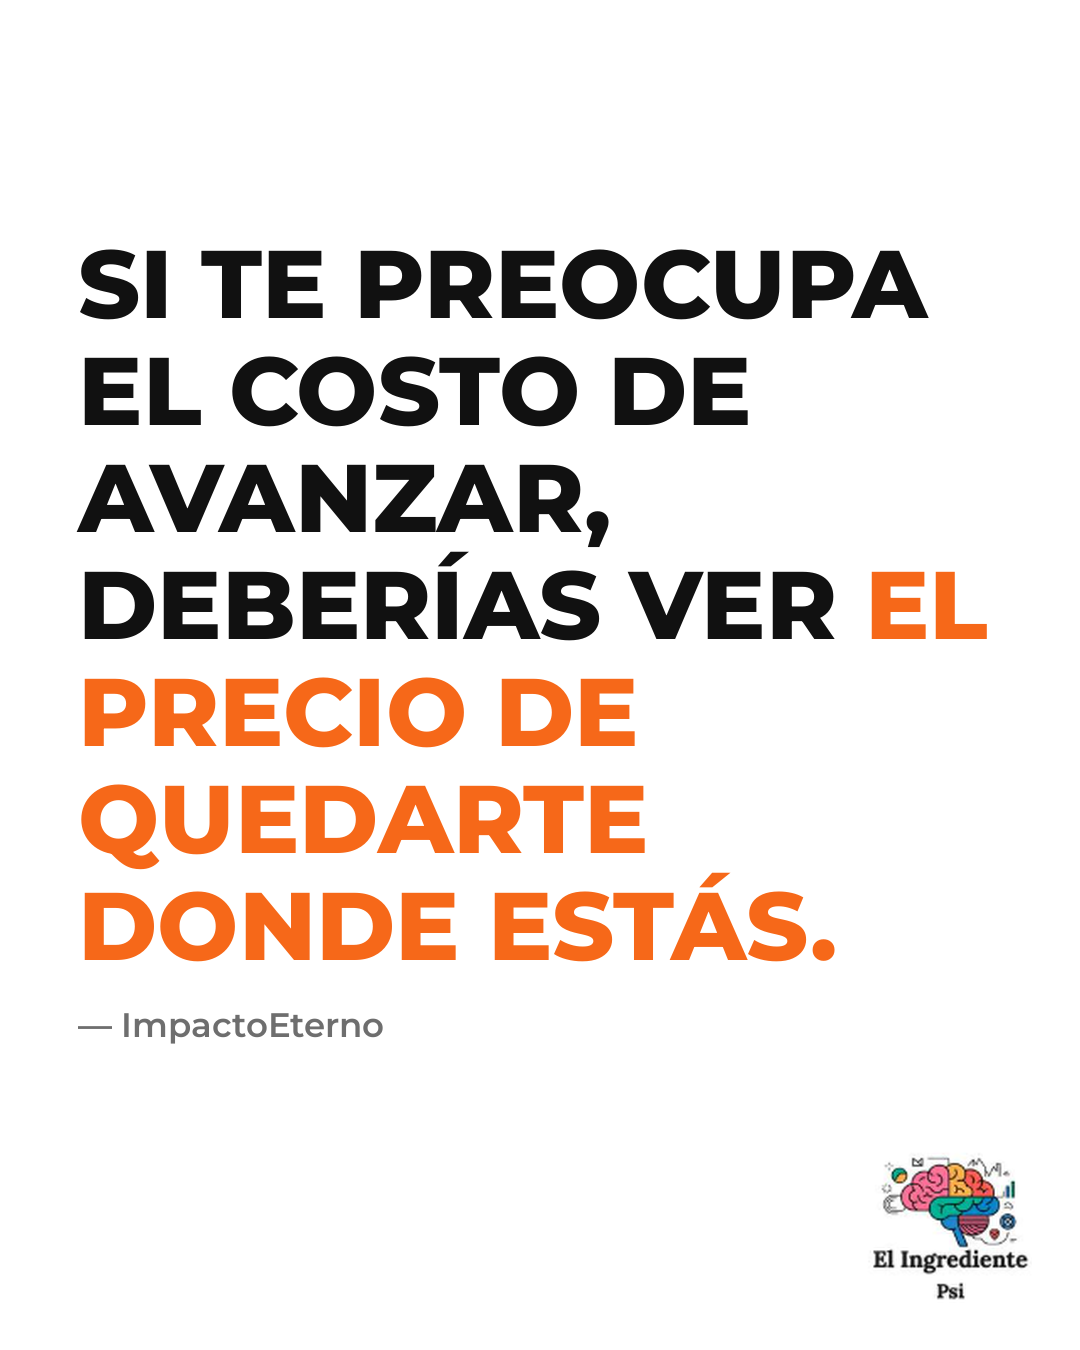 SI TE PREOCUPA
EL COSTO DE
AVANZAR,
DEBERÍAS VER EL
PRECIO DE
QUEDARTE
DONDE ESTÁS.
— ImpactoEterno
El Ingrediente
Psi